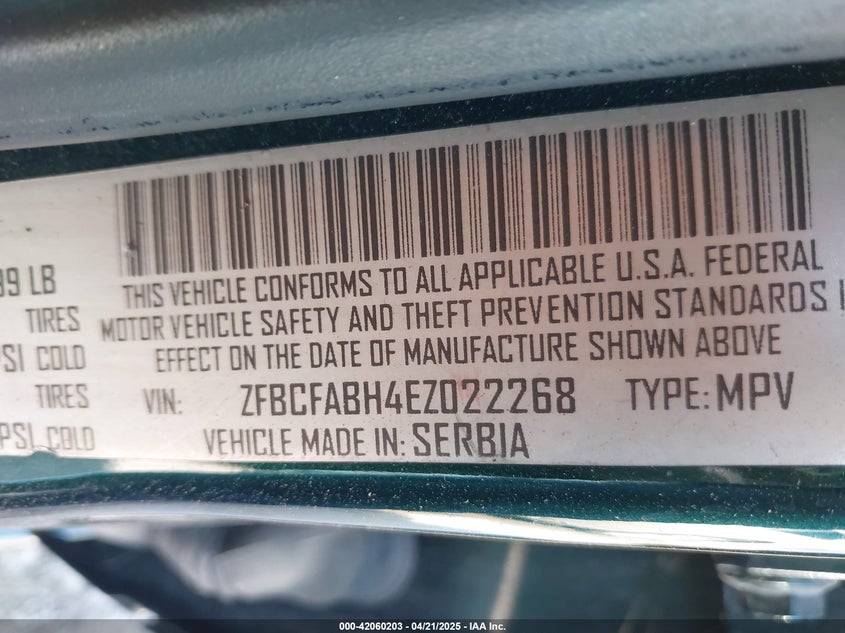 LB
THIS VEHICLE CONFORMS TO ALL APPLICABLE U.S.A. FEDERAL
TIRES MOTOR VEHICLE SAFETY AND THEFT PREVENTION STANDARDS
PSI COLD EFFECT ON THE DATE OF MANUFACTURE SHOWN ABOVE
TIRES VIN: ZFBCFABH4EZ022268 TYPE: MPV
PSI COLD VEHICLE MADE IN: SERBIA
000-42060203 - 04/21/2025 - IAA Inc.